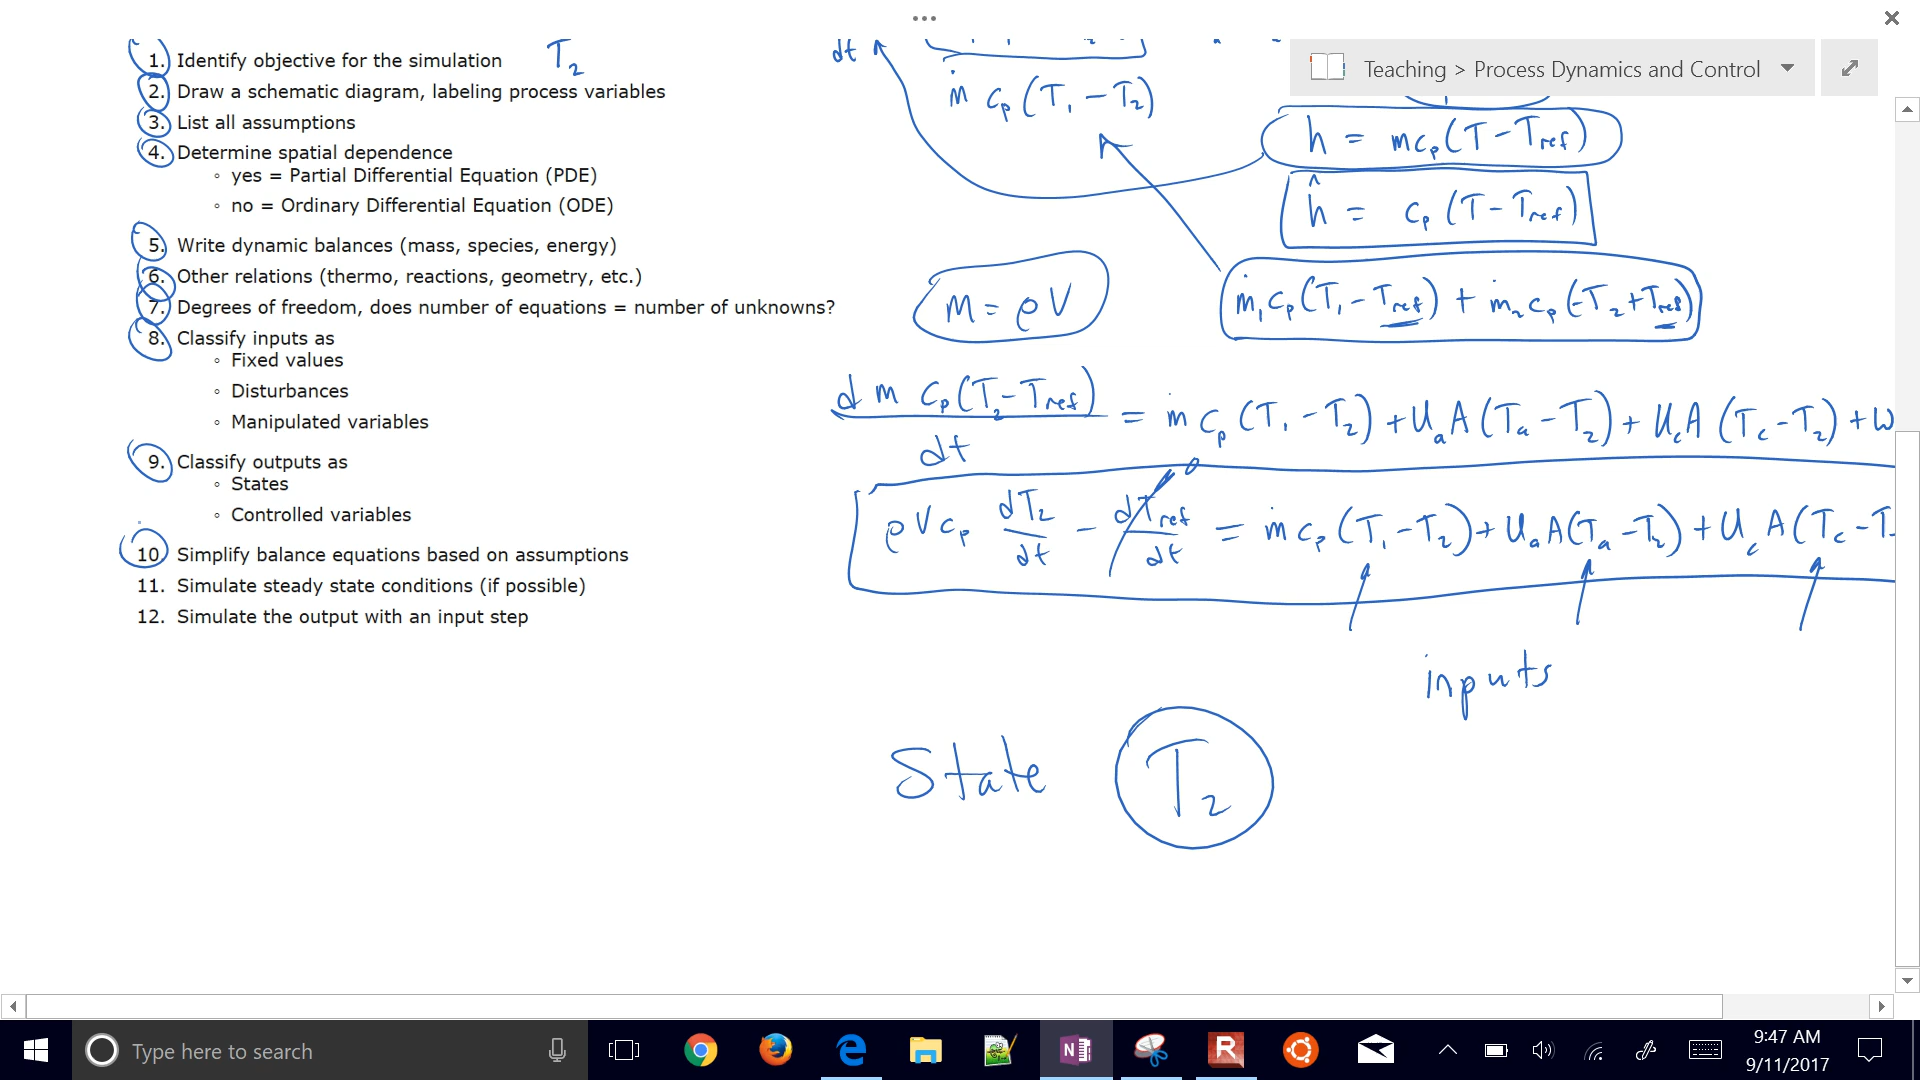 Teaching > Process Dynamics and Control
1. Identify objective for the simulation T₂
2. Draw a schematic diagram, labeling process variables
3. List all assumptions
4. Determine spatial dependence
◦ yes = Partial Differential Equation (PDE)
◦ no = Ordinary Differential Equation (ODE)
5. Write dynamic balances (mass, species, energy)
6. Other relations (thermo, reactions, geometry, etc.)
7. Degrees of freedom, does number of equations = number of unknowns?
8. Classify inputs as
◦ Fixed values
◦ Disturbances
◦ Manipulated variables
9. Classify outputs as
◦ States
◦ Controlled variables
10. Simplify balance equations based on assumptions
11. Simulate steady state conditions (if possible)
12. Simulate the output with an input step
dt
ṁ cₚ (T₁ − T₂)
h = mcₚ(T − Tref)
ĥ = cₚ (T − Tref)
m = ρV
ṁ₁cₚ(T₁ − Tref) + ṁ₂cₚ(−T₂ + Tref)
d m cₚ(T₂ − Tref) / dt = ṁ cₚ (T₁ − T₂) + UₐA (Tₐ − T₂) + U_cA (T_c − T₂) + W
ρVcₚ dT₂/dt − dTref/dt = ṁ cₚ (T₁ − T₂) + UₐA(Tₐ − T₂) + U_c A(T_c − T
0
inputs
State T₂
Type here to search
9:47 AM
9/11/2017